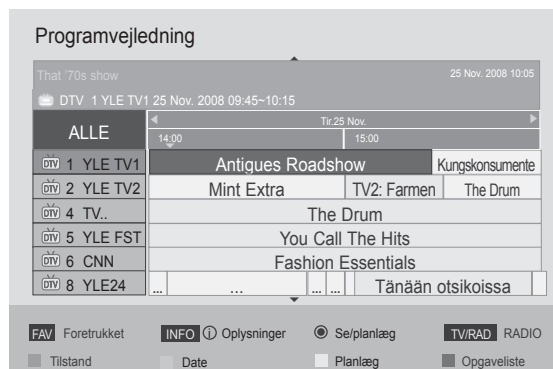 Programvejledning
That '70s show 25 Nov. 2008 10:05
DTV 1 YLE TV1 25 Nov. 2008 09:45~10:15
ALLE Tir.25 Nov.
14:00 15:00
DTV 1 YLE TV1 Antigues Roadshow Kungskonsumente
DTV 2 YLE TV2 Mint Extra TV2: Farmen The Drum
DTV 4 TV.. The Drum
DTV 5 YLE FST You Call The Hits
DTV 6 CNN Fashion Essentials
DTV 8 YLE24 ... ... ... ... Tänään otsikoissa
FAV Foretrukket INFO i Oplysninger Se/planlæg TV/RAD RADIO
Tilstand Date Planlæg Opgaveliste